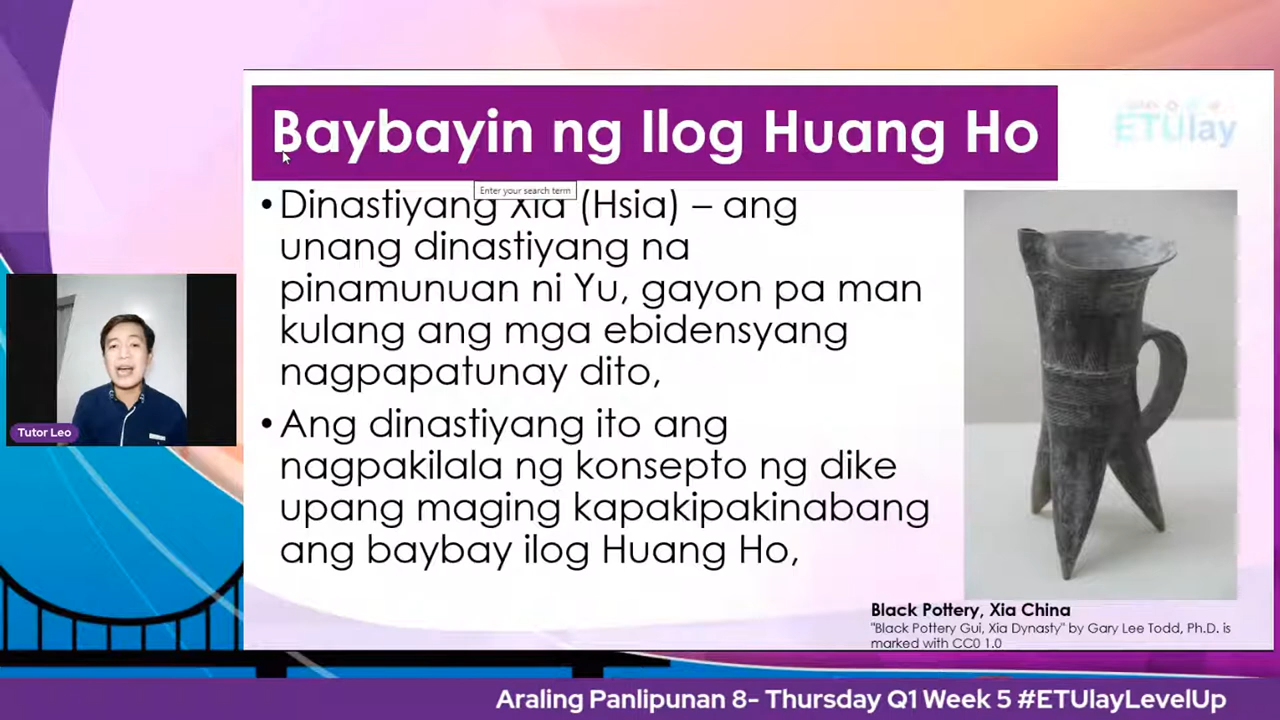 Baybayin ng Ilog Huang Ho
ETUlay
Enter your search term
• Dinastiyang Xia (Hsia) – ang
unang dinastiyang na
pinamunuan ni Yu, gayon pa man
kulang ang mga ebidensyang
nagpapatunay dito,
• Ang dinastiyang ito ang
nagpakilala ng konsepto ng dike
upang maging kapakipakinabang
ang baybay ilog Huang Ho,
Tutor Leo
Black Pottery, Xia China
"Black Pottery Gui, Xia Dynasty" by Gary Lee Todd, Ph.D. is
marked with CC0 1.0
Araling Panlipunan 8- Thursday Q1 Week 5 #ETUlayLevelUp